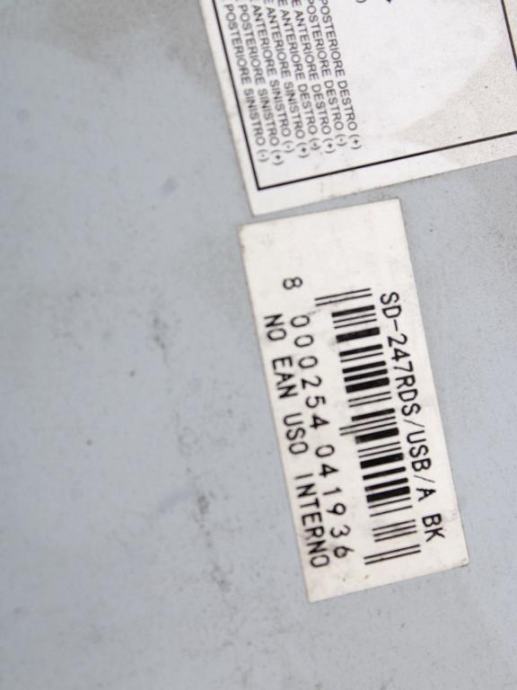 POSTERIORE DESTRO (+)
POSTERIORE DESTRO (-)
ANTERIORE DESTRO (+)
ANTERIORE DESTRO (-)
ANTERIORE SINISTRO (+)
ANTERIORE SINISTRO (-)
POSTERIORE SINISTRO (+)
POSTERIORE SINISTRO (-)
SD-247RDS/USB/A BK
8 000254 041936
NO EAN USO INTERNO